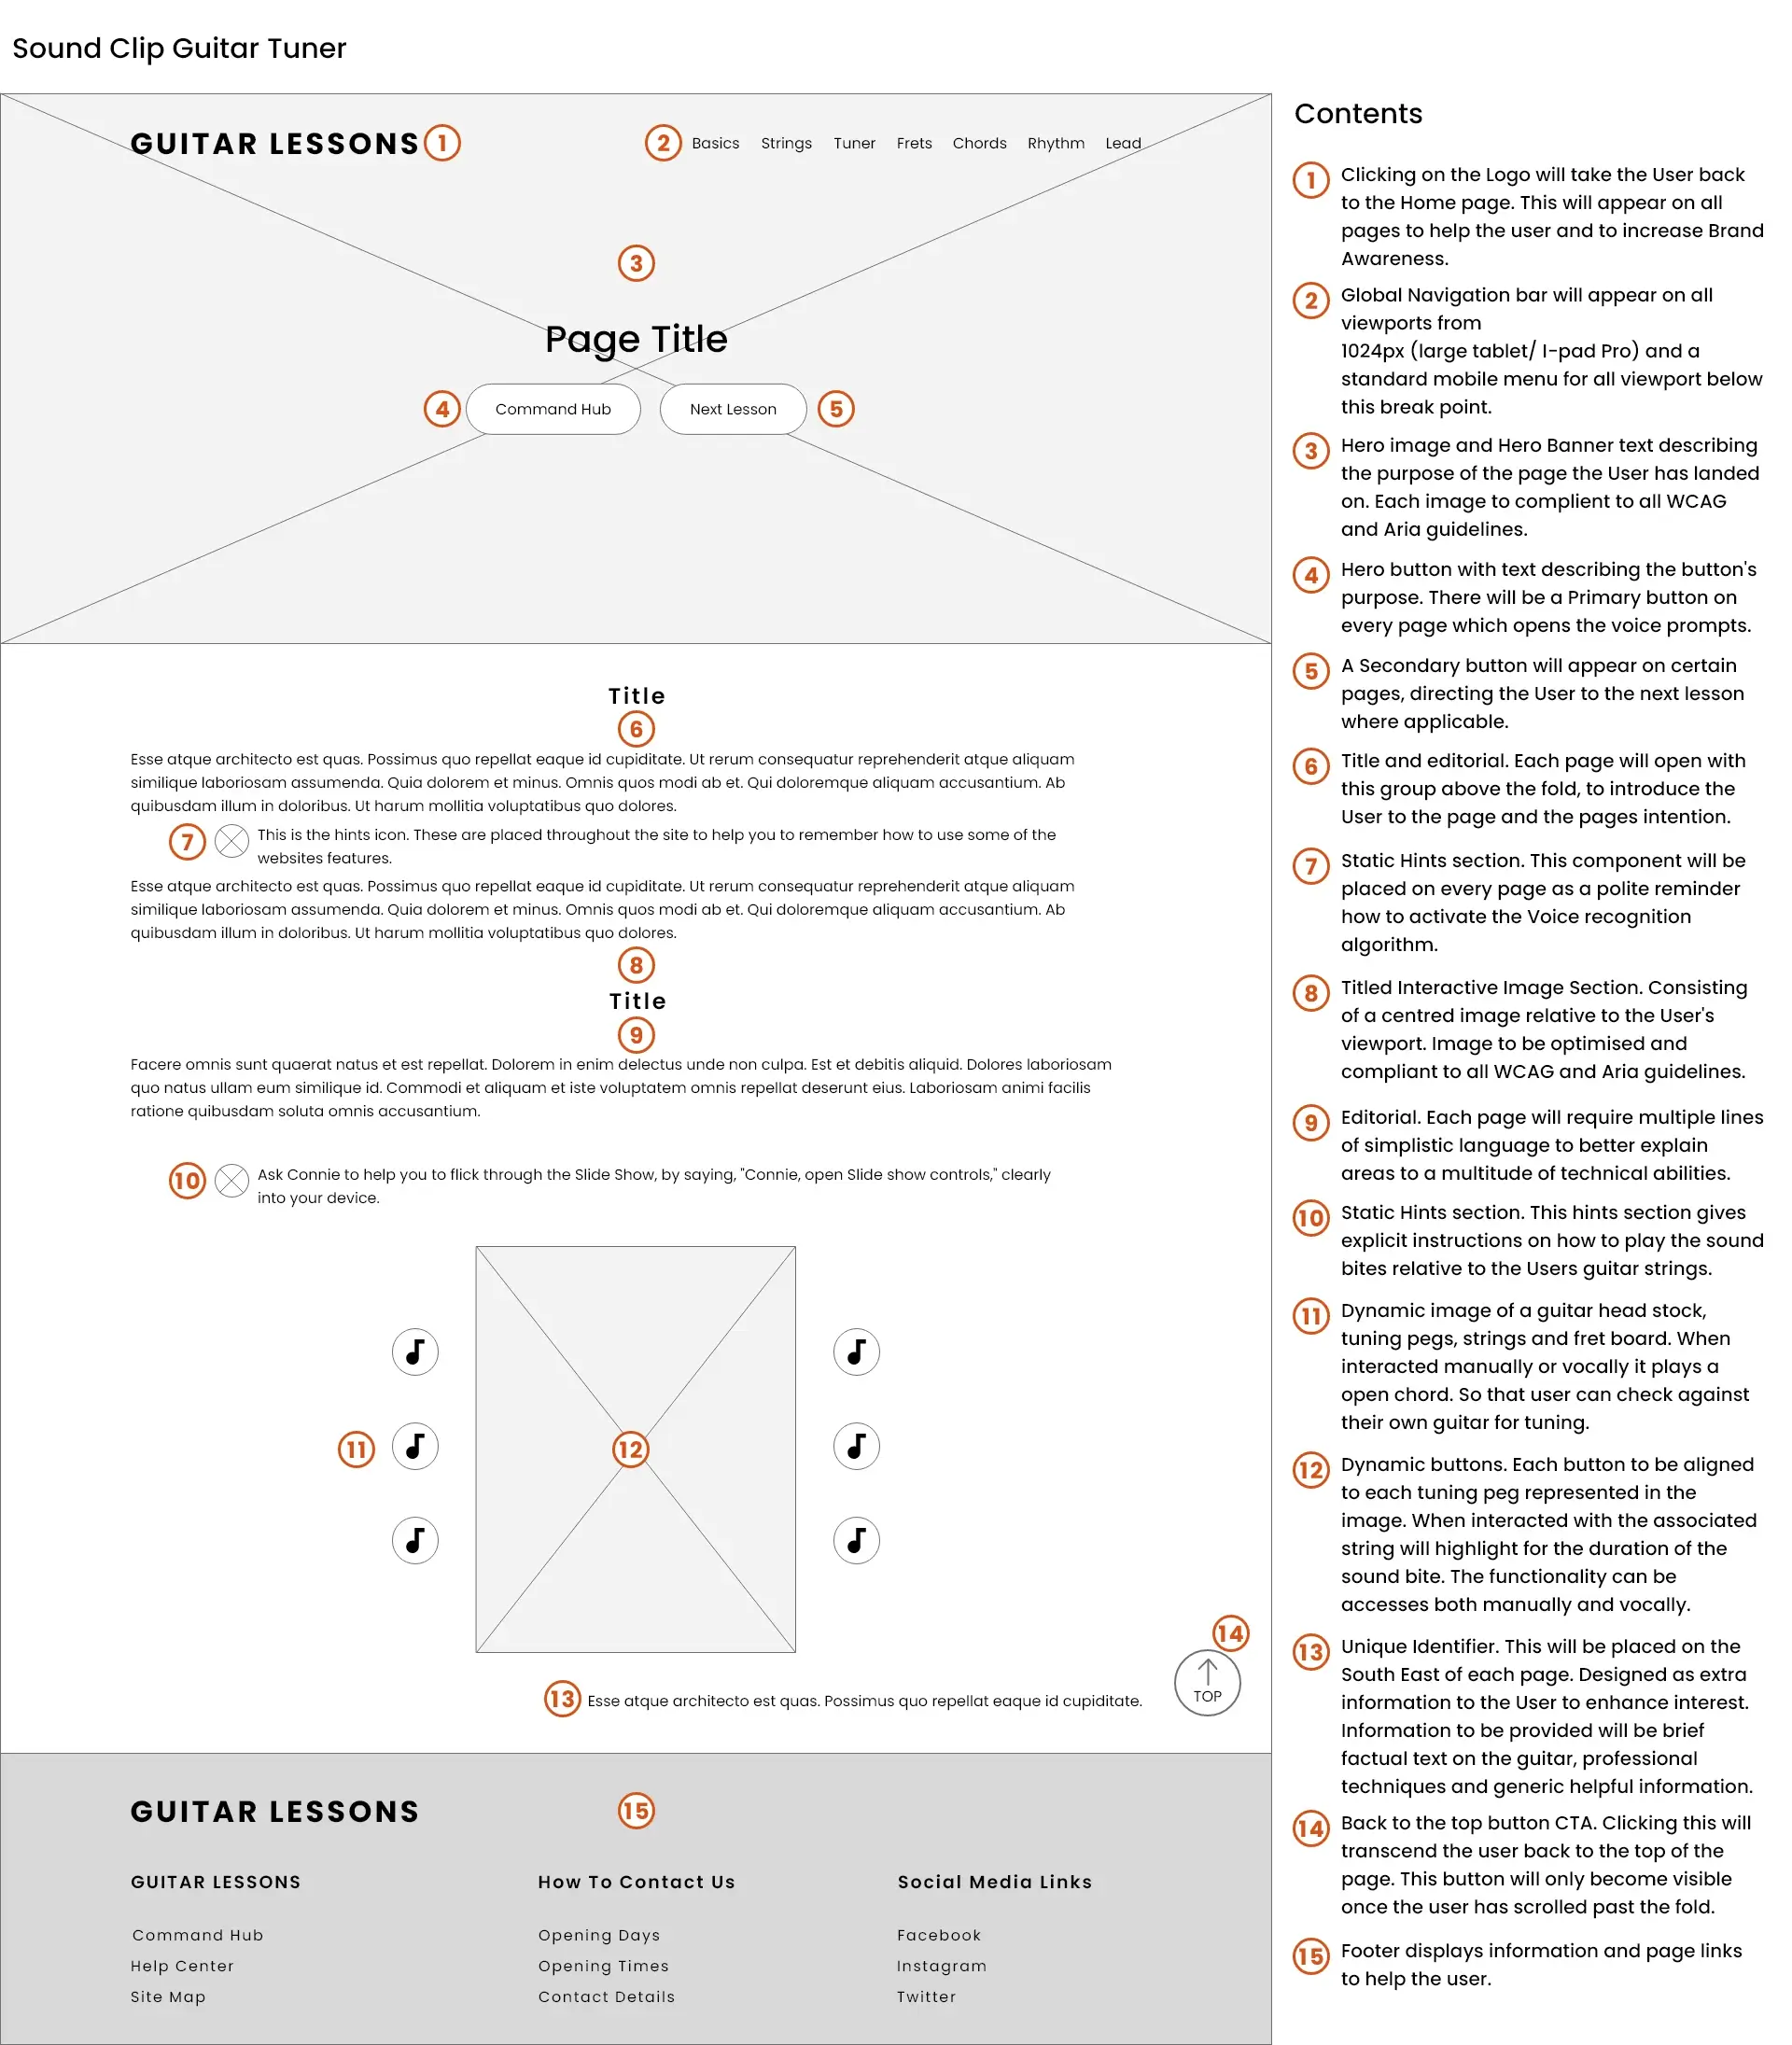 Sound Clip Guitar Tuner
GUITAR LESSONS 1
2 Basics Strings Tuner Frets Chords Rhythm Lead
3
Page Title
4 Command Hub Next Lesson 5
Title
6
Esse atque architecto est quas. Possimus quo repellat eaque id cupiditate. Ut rerum consequatur reprehenderit atque aliquam
similique laboriosam assumenda. Quia dolorem et minus. Omnis quos modi ab et. Qui doloremque aliquam accusantium. Ab
quibusdam illum in doloribus. Ut harum mollitia voluptatibus quo dolores.
7 This is the hints icon. These are placed throughout the site to help you to remember how to use some of the
websites features.
Esse atque architecto est quas. Possimus quo repellat eaque id cupiditate. Ut rerum consequatur reprehenderit atque aliquam
similique laboriosam assumenda. Quia dolorem et minus. Omnis quos modi ab et. Qui doloremque aliquam accusantium. Ab
quibusdam illum in doloribus. Ut harum mollitia voluptatibus quo dolores.
8
Title
9
Facere omnis sunt quaerat natus et est repellat. Dolorem in enim delectus unde non culpa. Est et debitis aliquid. Dolores laboriosam
quo natus ullam eum similique id. Commodi et aliquam et iste voluptatem omnis repellat deserunt eius. Laboriosam animi facilis
ratione quibusdam soluta omnis accusantium.
10 Ask Connie to help you to flick through the Slide Show, by saying, "Connie, open Slide show controls," clearly
into your device.
11
12
14
TOP
13 Esse atque architecto est quas. Possimus quo repellat eaque id cupiditate.
GUITAR LESSONS
15
GUITAR LESSONS
Command Hub
Help Center
Site Map
How To Contact Us
Opening Days
Opening Times
Contact Details
Social Media Links
Facebook
Instagram
Twitter
Contents
1 Clicking on the Logo will take the User back
to the Home page. This will appear on all
pages to help the user and to increase Brand
Awareness.
2 Global Navigation bar will appear on all
viewports from
1024px (large tablet/ I-pad Pro) and a
standard mobile menu for all viewport below
this break point.
3 Hero image and Hero Banner text describing
the purpose of the page the User has landed
on. Each image to complient to all WCAG
and Aria guidelines.
4 Hero button with text describing the button's
purpose. There will be a Primary button on
every page which opens the voice prompts.
5 A Secondary button will appear on certain
pages, directing the User to the next lesson
where applicable.
6 Title and editorial. Each page will open with
this group above the fold, to introduce the
User to the page and the pages intention.
7 Static Hints section. This component will be
placed on every page as a polite reminder
how to activate the Voice recognition
algorithm.
8 Titled Interactive Image Section. Consisting
of a centred image relative to the User's
viewport. Image to be optimised and
compliant to all WCAG and Aria guidelines.
9 Editorial. Each page will require multiple lines
of simplistic language to better explain
areas to a multitude of technical abilities.
10 Static Hints section. This hints section gives
explicit instructions on how to play the sound
bites relative to the Users guitar strings.
11 Dynamic image of a guitar head stock,
tuning pegs, strings and fret board. When
interacted manually or vocally it plays a
open chord. So that user can check against
their own guitar for tuning.
12 Dynamic buttons. Each button to be aligned
to each tuning peg represented in the
image. When interacted with the associated
string will highlight for the duration of the
sound bite. The functionality can be
accesses both manually and vocally.
13 Unique Identifier. This will be placed on the
South East of each page. Designed as extra
information to the User to enhance interest.
Information to be provided will be brief
factual text on the guitar, professional
techniques and generic helpful information.
14 Back to the top button CTA. Clicking this will
transcend the user back to the top of the
page. This button will only become visible
once the user has scrolled past the fold.
15 Footer displays information and page links
to help the user.